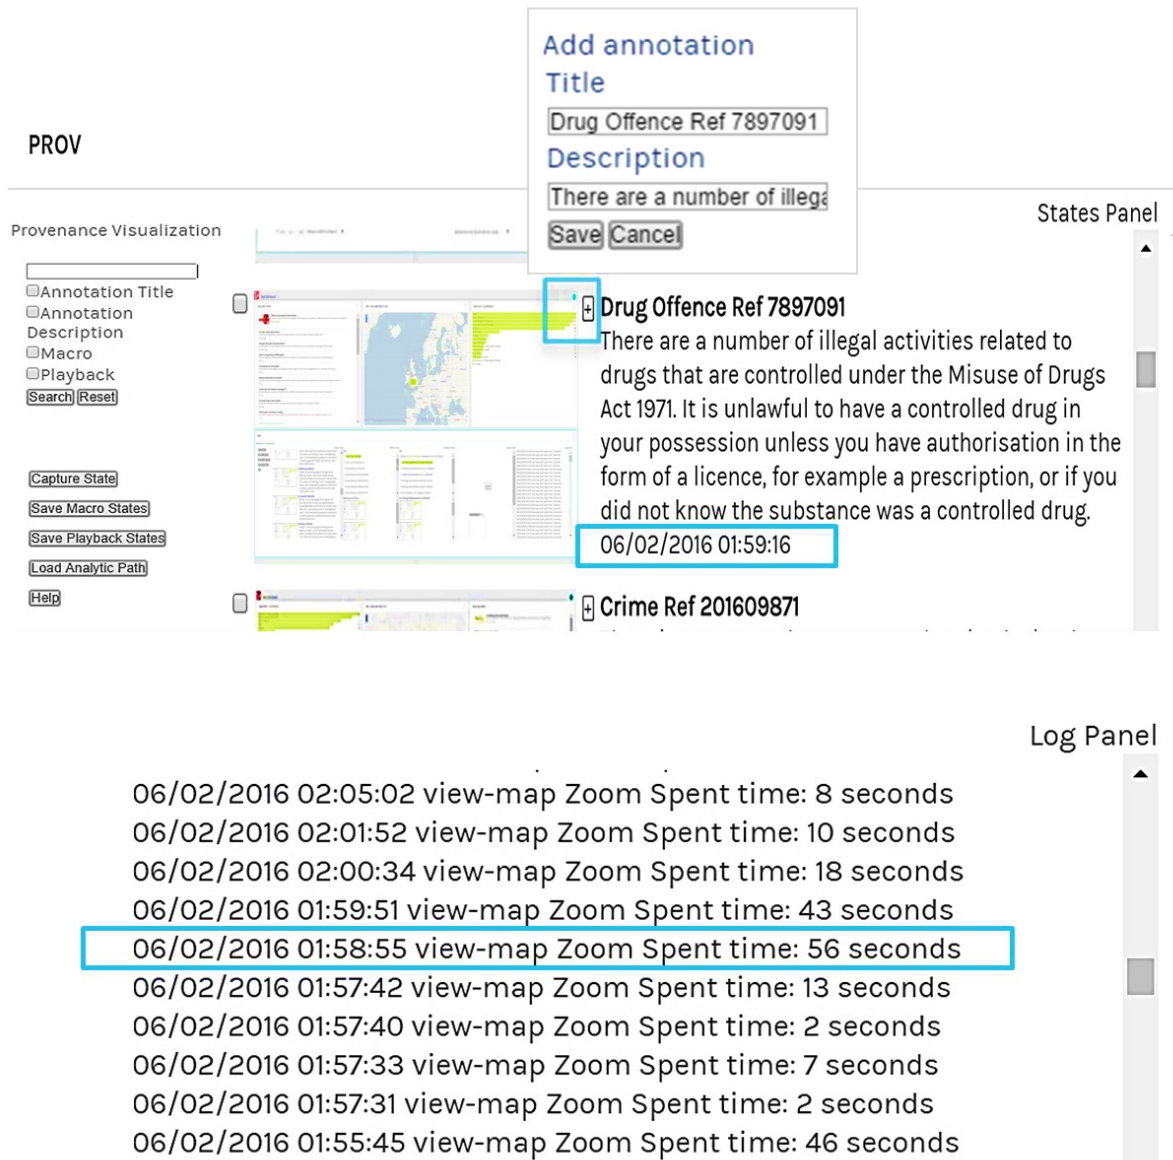 Add annotation
Title
Drug Offence Ref 7897091
Description
There are a number of illega
Save Cancel
PROV
States Panel
Provenance Visualization
Annotation Title
Annotation
Description
Macro
Playback
Search Reset
Capture State
Save Macro States
Save Playback States
Load Analytic Path
Help
+ Drug Offence Ref 7897091
There are a number of illegal activities related to
drugs that are controlled under the Misuse of Drugs
Act 1971. It is unlawful to have a controlled drug in
your possession unless you have authorisation in the
form of a licence, for example a prescription, or if you
did not know the substance was a controlled drug.
06/02/2016 01:59:16
+ Crime Ref 201609871
Log Panel
06/02/2016 02:05:02 view-map Zoom Spent time: 8 seconds
06/02/2016 02:01:52 view-map Zoom Spent time: 10 seconds
06/02/2016 02:00:34 view-map Zoom Spent time: 18 seconds
06/02/2016 01:59:51 view-map Zoom Spent time: 43 seconds
06/02/2016 01:58:55 view-map Zoom Spent time: 56 seconds
06/02/2016 01:57:42 view-map Zoom Spent time: 13 seconds
06/02/2016 01:57:40 view-map Zoom Spent time: 2 seconds
06/02/2016 01:57:33 view-map Zoom Spent time: 7 seconds
06/02/2016 01:57:31 view-map Zoom Spent time: 2 seconds
06/02/2016 01:55:45 view-map Zoom Spent time: 46 seconds